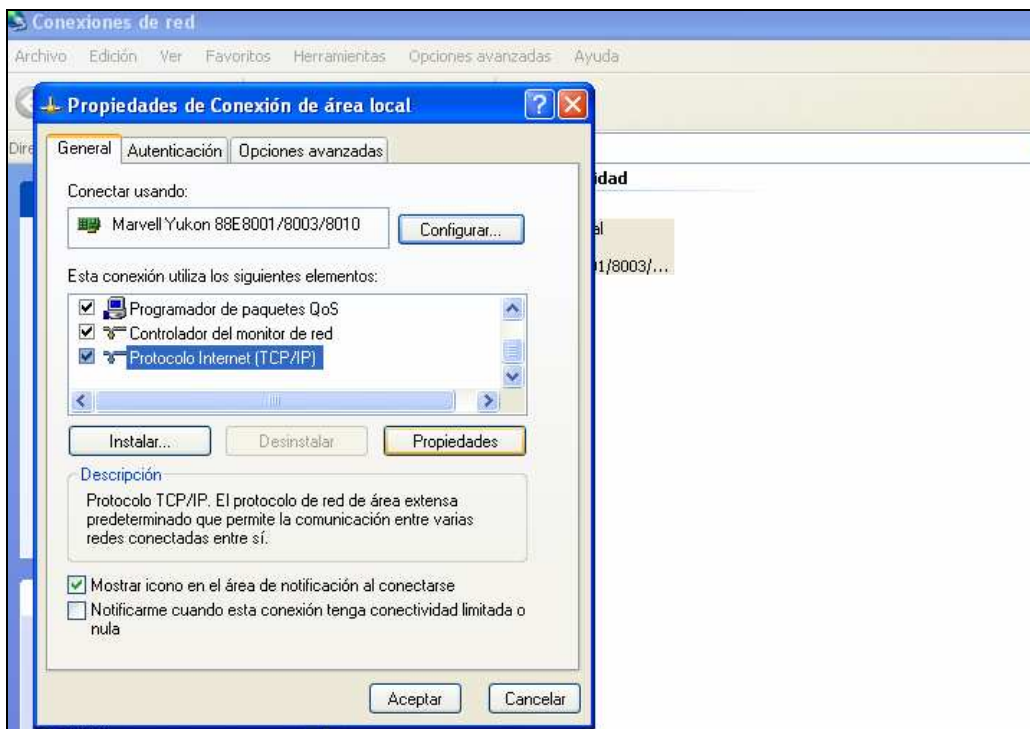 Conexiones de red
Archivo Edición Ver Favoritos Herramientas Opciones avanzadas Ayuda
Propiedades de Conexión de área local
Dire
General Autenticación Opciones avanzadas
idad
Conectar usando:
Marvell Yukon 88E8001/8003/8010 Configurar...
al
01/8003/...
Esta conexión utiliza los siguientes elementos:
Programador de paquetes QoS
Controlador del monitor de red
Protocolo Internet (TCP/IP)
Instalar... Desinstalar Propiedades
Descripción
Protocolo TCP/IP. El protocolo de red de área extensa
predeterminado que permite la comunicación entre varias
redes conectadas entre sí.
Mostrar icono en el área de notificación al conectarse
Notificarme cuando esta conexión tenga conectividad limitada o
nula
Aceptar Cancelar